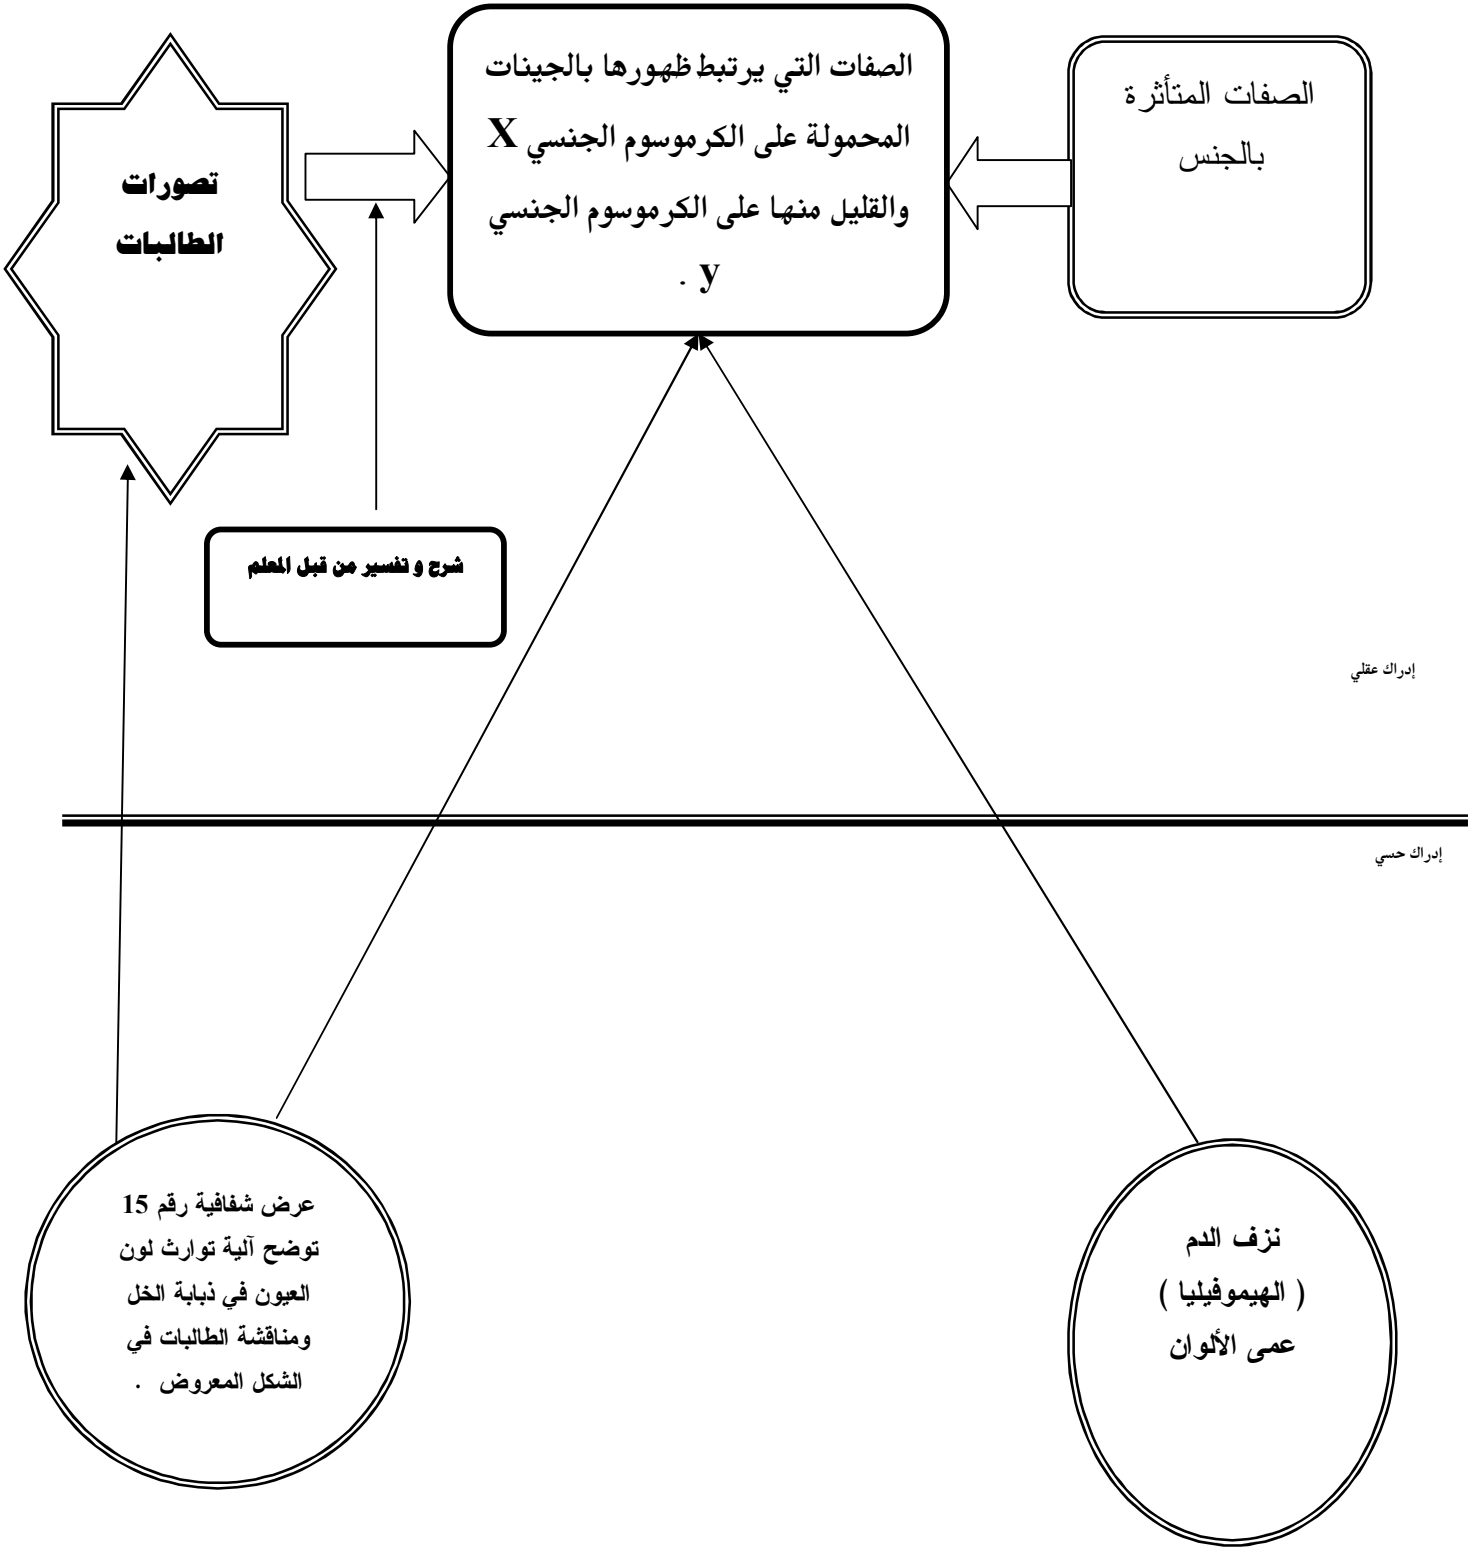 الصفات المتأثرة
بالجنس
الصفات التي يرتبط ظهورها بالجينات
المحمولة على الكرموسوم الجنسي X
والقليل منها على الكرموسوم الجنسي
y .
تصورات
الطالبات
شرح و تفسير من قبل المعلم
إدراك عقلي
إدراك حسي
نزف الدم
( الهيموفيليا )
عمى الألوان
عرض شفافية رقم 15
توضح آلية توارث لون
العيون في ذبابة الخل
ومناقشة الطالبات في
الشكل المعروض .